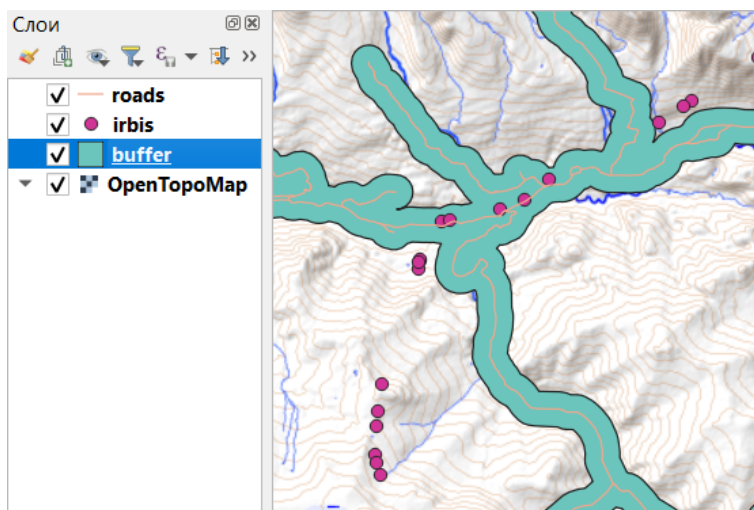 Слои
roads
irbis
buffer
OpenTopoMap